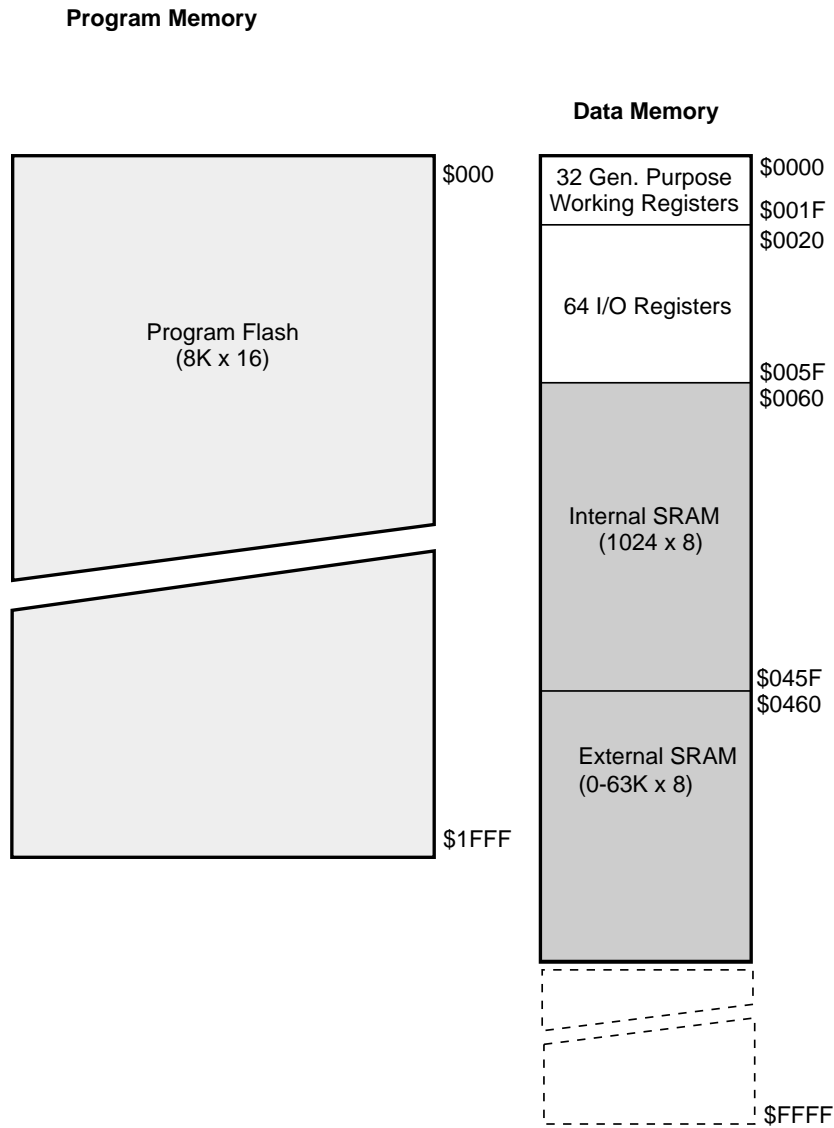 Program Memory
Data Memory
$000
Program Flash
(8K x 16)
$1FFF
32 Gen. Purpose
Working Registers
$0000
$001F
$0020
64 I/O Registers
$005F
$0060
Internal SRAM
(1024 x 8)
$045F
$0460
External SRAM
(0-63K x 8)
$FFFF